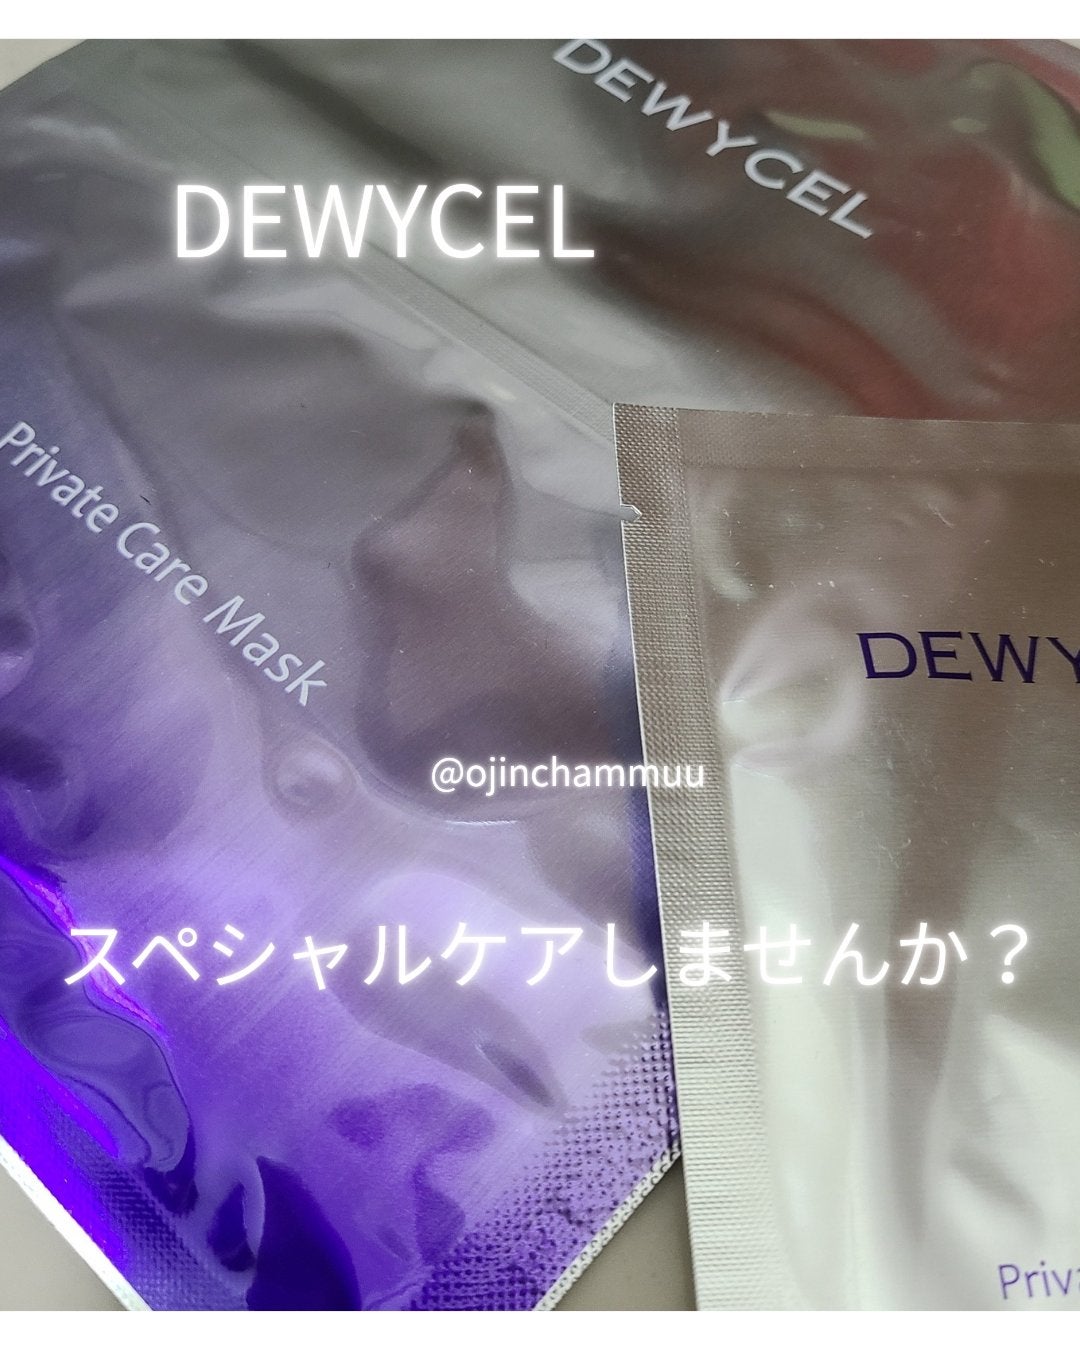 DEWYCEL
DEWYCEL
Private Care Mask
DEWY
@ojinchammuu
スペシャルケアしませんか？
Priva